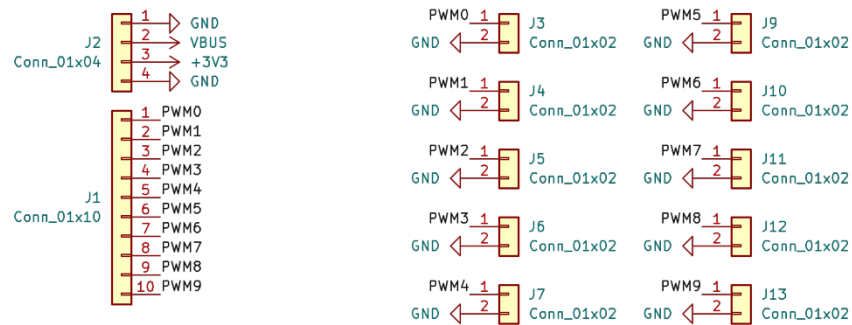 J2
Conn_01x04
1 GND
2 VBUS
3 +3V3
4 GND
J1
Conn_01x10
1 PWM0
2 PWM1
3 PWM2
4 PWM3
5 PWM4
6 PWM5
7 PWM6
8 PWM7
9 PWM8
10 PWM9
PWM0 1 J3
GND 2 Conn_01x02
PWM1 1 J4
GND 2 Conn_01x02
PWM2 1 J5
GND 2 Conn_01x02
PWM3 1 J6
GND 2 Conn_01x02
PWM4 1 J7
GND 2 Conn_01x02
PWM5 1 J9
GND 2 Conn_01x02
PWM6 1 J10
GND 2 Conn_01x02
PWM7 1 J11
GND 2 Conn_01x02
PWM8 1 J12
GND 2 Conn_01x02
PWM9 1 J13
GND 2 Conn_01x02